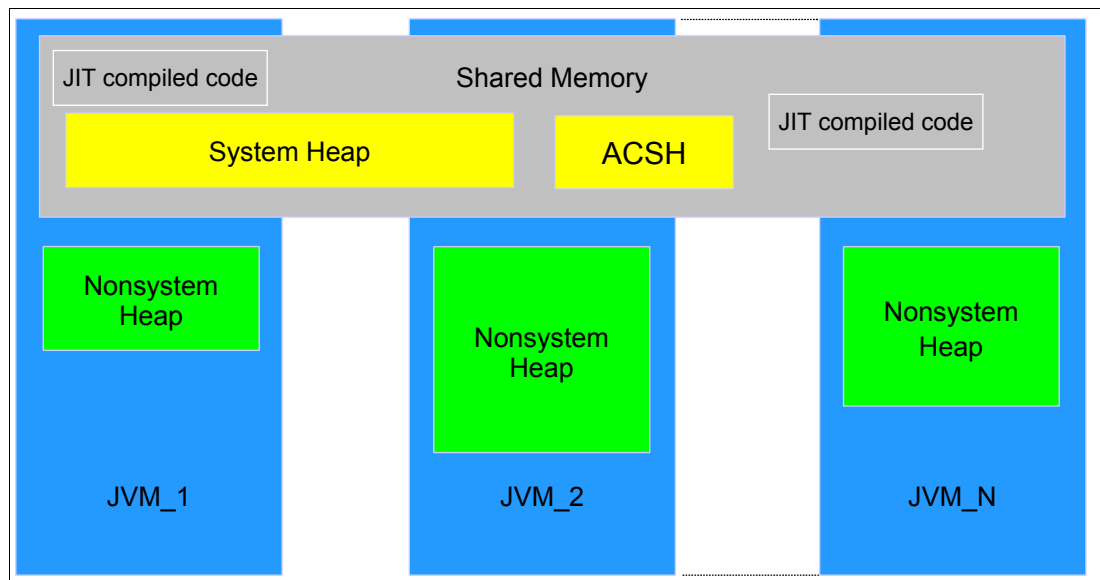 JIT compiled code
Shared Memory
JIT compiled code
System Heap
ACSH
Nonsystem
Heap
Nonsystem
Heap
Nonsystem
Heap
JVM_1
JVM_2
JVM_N